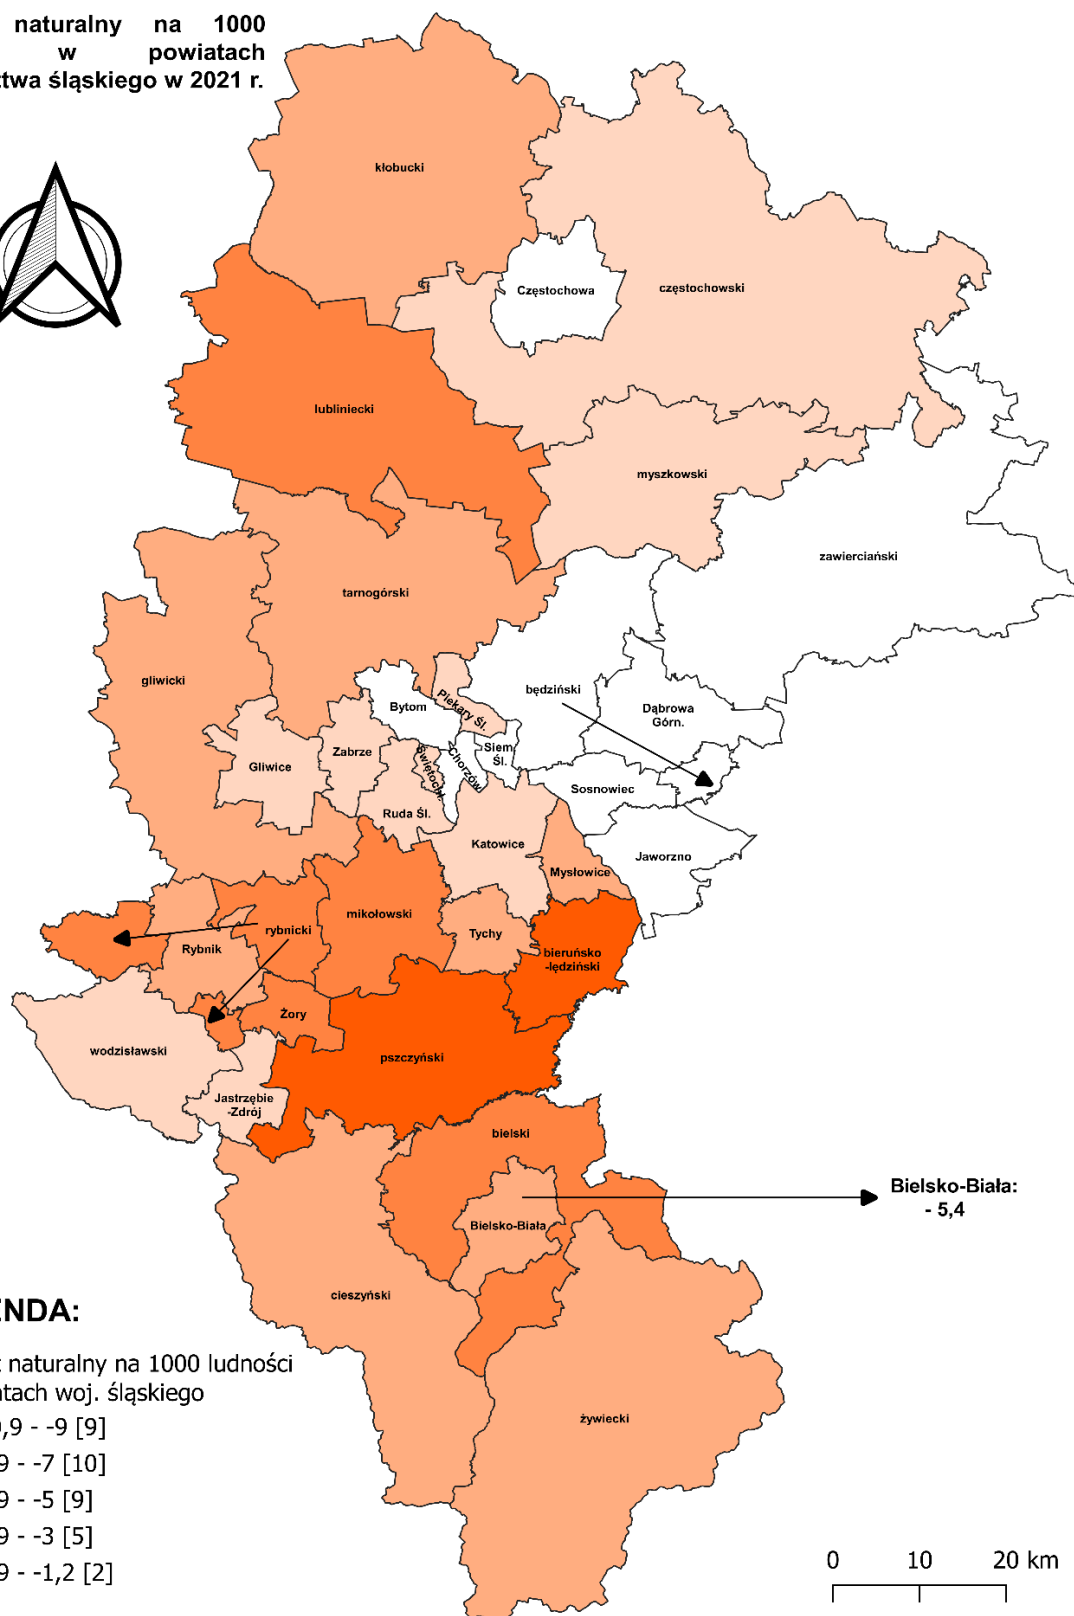 naturalny na 1000
w powiatach
twa śląskiego w 2021 r.
kłobucki
Częstochowa
częstochowski
lubliniecki
myszkowski
zawierciański
tarnogórski
gliwicki
będziński
Dąbrowa
Górn.
Piekary Śl.
Bytom
Siem.
Śl.
Chorzów
Świętochł.
Zabrze
Gliwice
Sosnowiec
Ruda Śl.
Katowice
Jaworzno
Mysłowice
mikołowski
rybnicki
Tychy
Rybnik
bieruńsko
-lędziński
Żory
wodzisławski
pszczyński
Jastrzębie
-Zdrój
bielski
Bielsko-Biała:
- 5,4
Bielsko-Biała
cieszyński
żywiecki
ENDA:
t naturalny na 1000 ludności
atach woj. śląskiego
,9 - -9 [9]
9 - -7 [10]
9 - -5 [9]
9 - -3 [5]
9 - -1,2 [2]
0 10 20 km